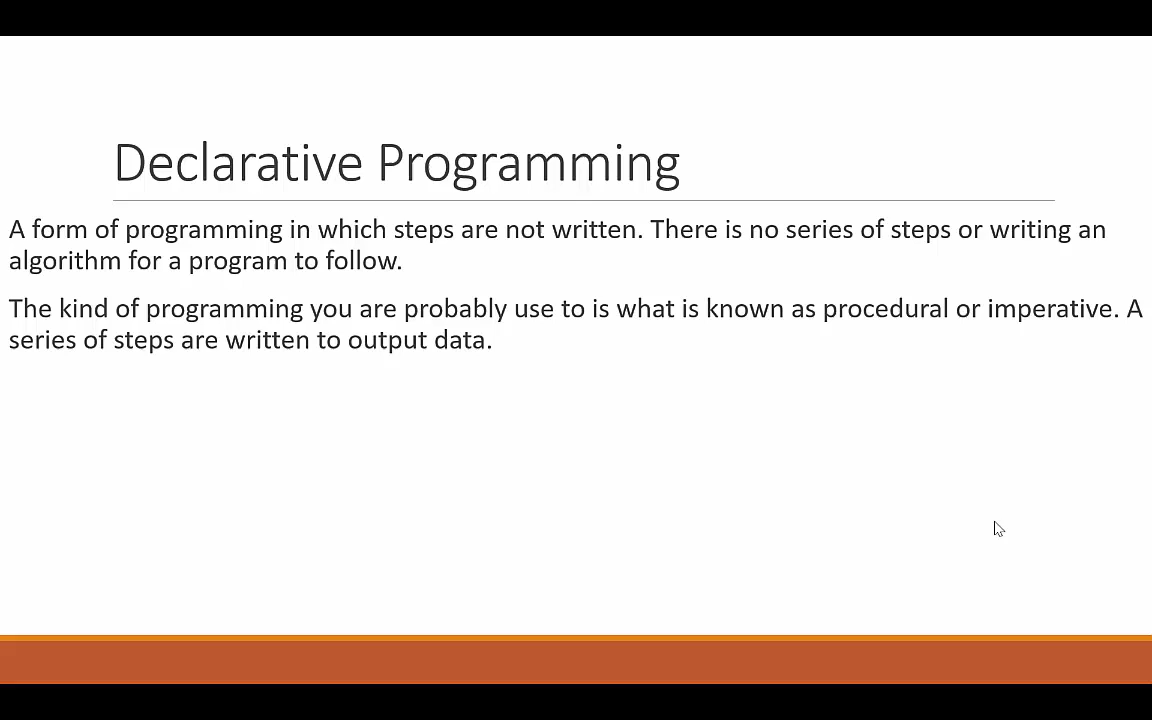 Declarative Programming
A form of programming in which steps are not written. There is no series of steps or writing an
algorithm for a program to follow.
The kind of programming you are probably use to is what is known as procedural or imperative. A
series of steps are written to output data.